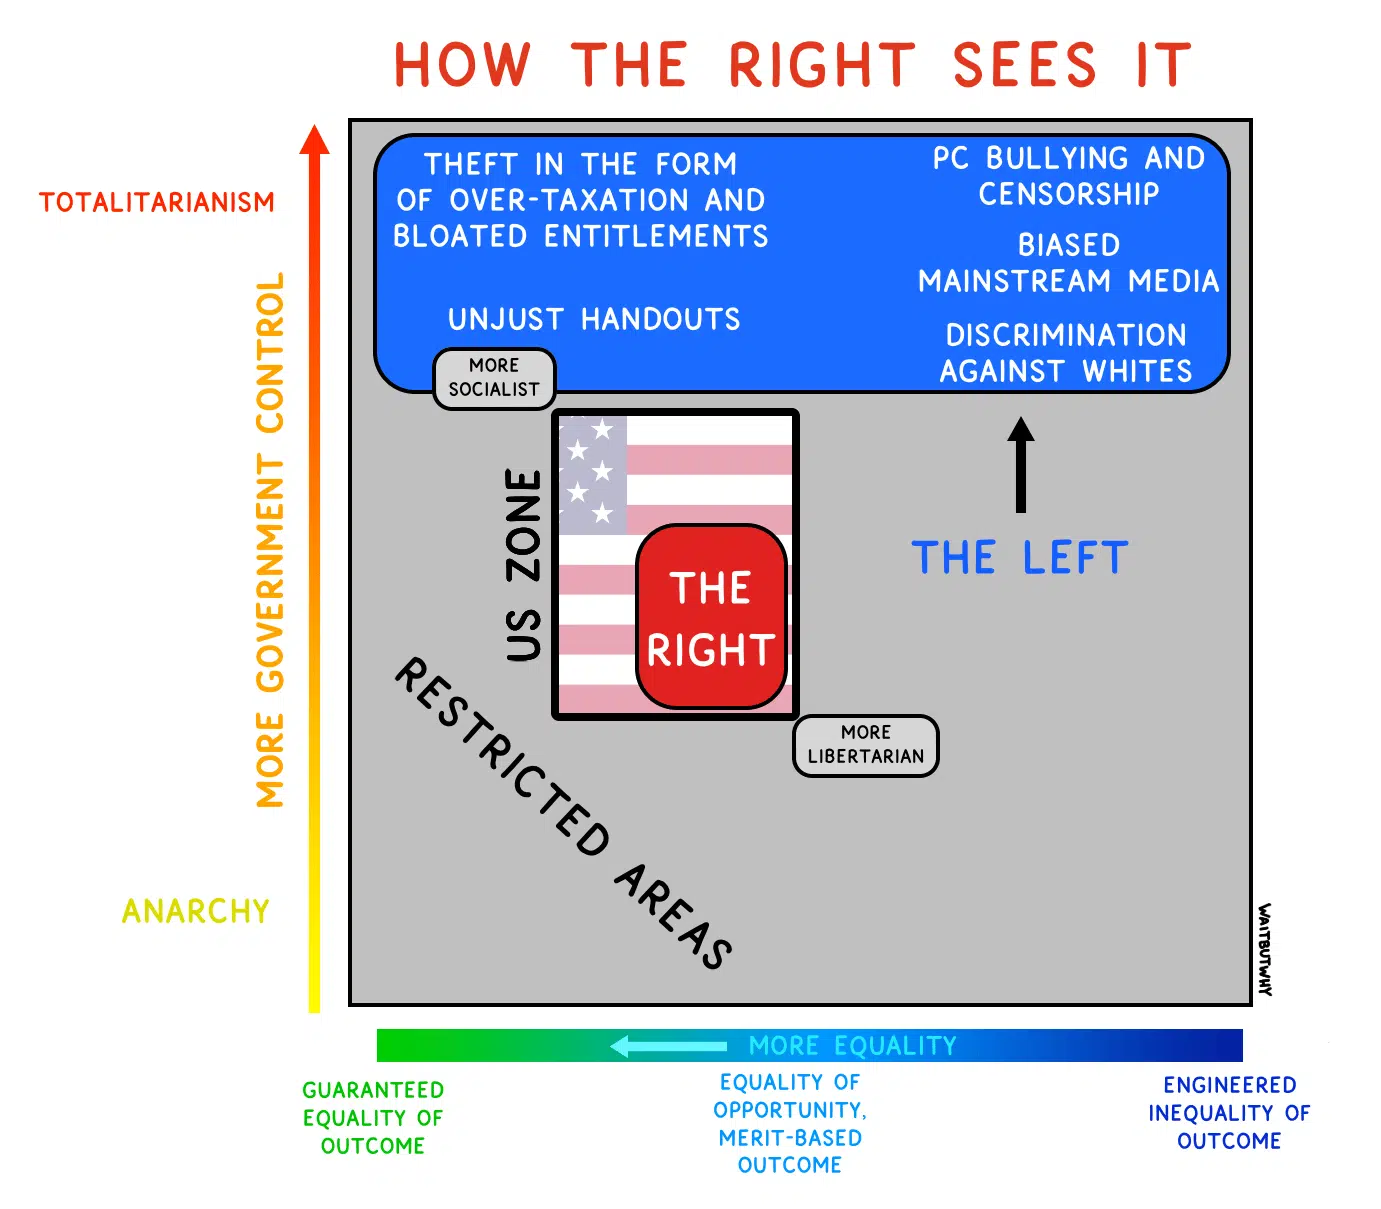 HOW THE RIGHT SEES IT
TOTALITARIANISM
MORE GOVERNMENT CONTROL
ANARCHY
THEFT IN THE FORM
OF OVER-TAXATION AND
BLOATED ENTITLEMENTS
UNJUST HANDOUTS
PC BULLYING AND
CENSORSHIP
BIASED
MAINSTREAM MEDIA
DISCRIMINATION
AGAINST WHITES
MORE
SOCIALIST
US ZONE
THE
RIGHT
THE LEFT
MORE
LIBERTARIAN
RESTRICTED AREAS
WAITBUTWHY
MORE EQUALITY
GUARANTEED
EQUALITY OF
OUTCOME
EQUALITY OF
OPPORTUNITY,
MERIT-BASED
OUTCOME
ENGINEERED
INEQUALITY OF
OUTCOME